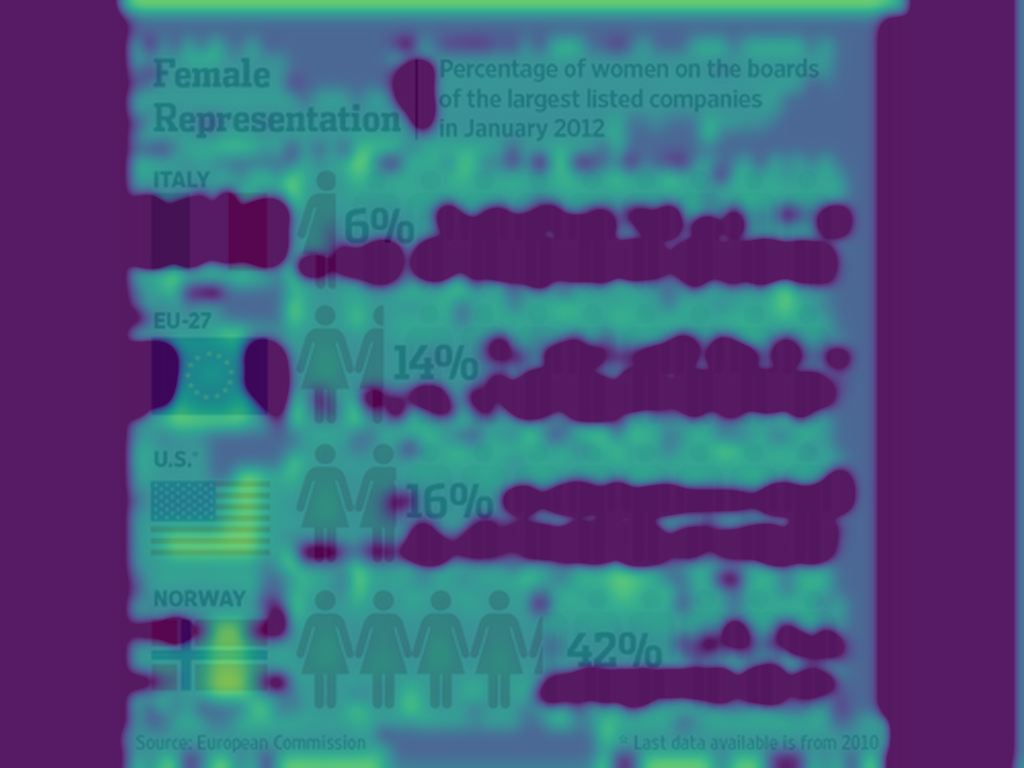 Female
Representation
Percentage of women on the boards
of the largest listed companies
in January 2012
ITALY
6%
EU-27
14%
U.S.*
16%
NORWAY
42%
Source: European Commission
* Last data available is from 2010